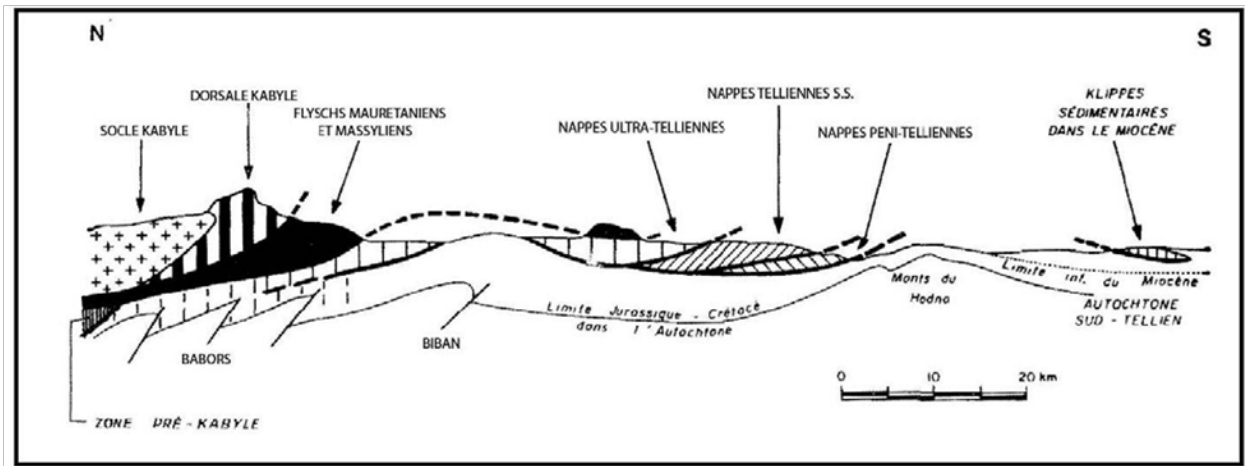 N
S
DORSALE KABYLE
SOCLE KABYLE
FLYSCHS MAURETANIENS
ET MASSYLIENS
NAPPES ULTRA-TELLIENNES
NAPPES TELLIENNES S.S.
NAPPES PENI-TELLIENNES
KLIPPES
SÉDIMENTAIRES
DANS LE MIOCÈNE
Limite Jurassique - Crétacé
dans l'Autochtone
Monts du
Hodna
Limite inf. du Miocène
AUTOCHTONE
SUD - TELLIEN
BABORS
BIBAN
0 10 20 km
ZONE PRÉ - KABYLE